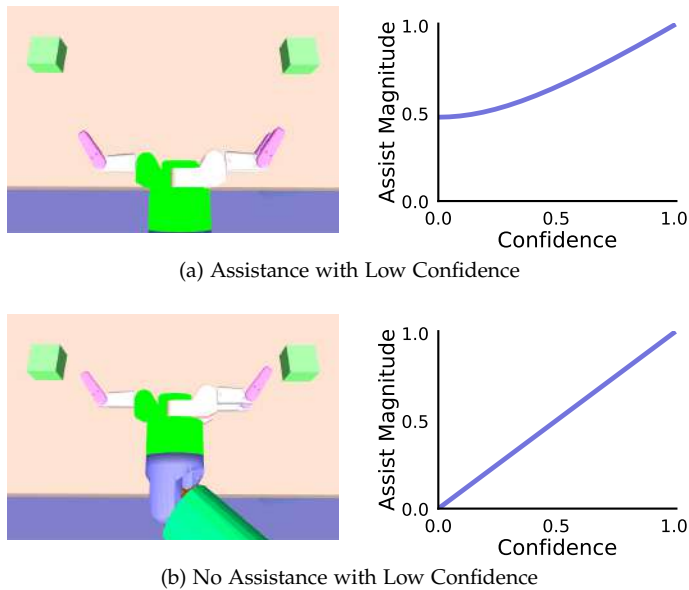 1.0
0.5
0.0
Assist Magnitude
0.0 0.5 1.0
Confidence
(a) Assistance with Low Confidence
1.0
0.5
0.0
Assist Magnitude
0.0 0.5 1.0
Confidence
(b) No Assistance with Low Confidence